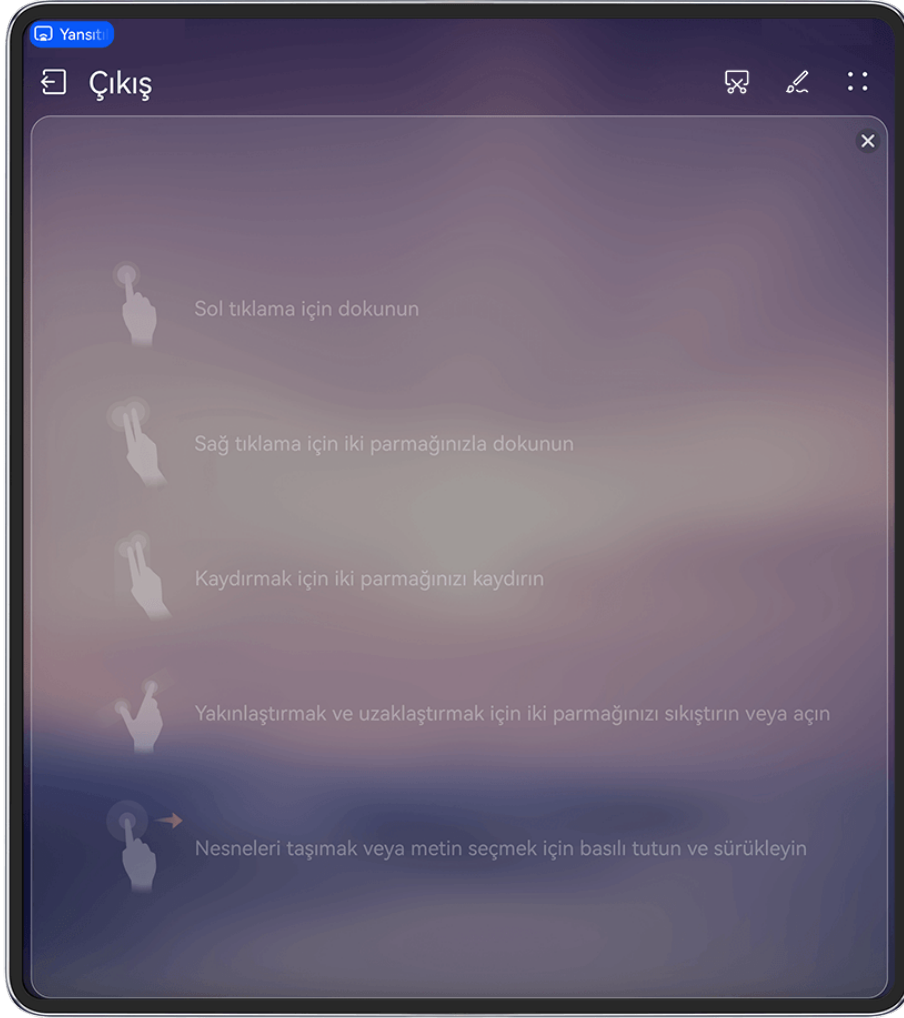 Yansıtı
Çıkış
Sol tıklama için dokunun
Sağ tıklama için iki parmağınızla dokunun
Kaydırmak için iki parmağınızı kaydırın
Yakınlaştırmak ve uzaklaştırmak için iki parmağınızı sıkıştırın veya açın
Nesneleri taşımak veya metin seçmek için basılı tutun ve sürükleyin